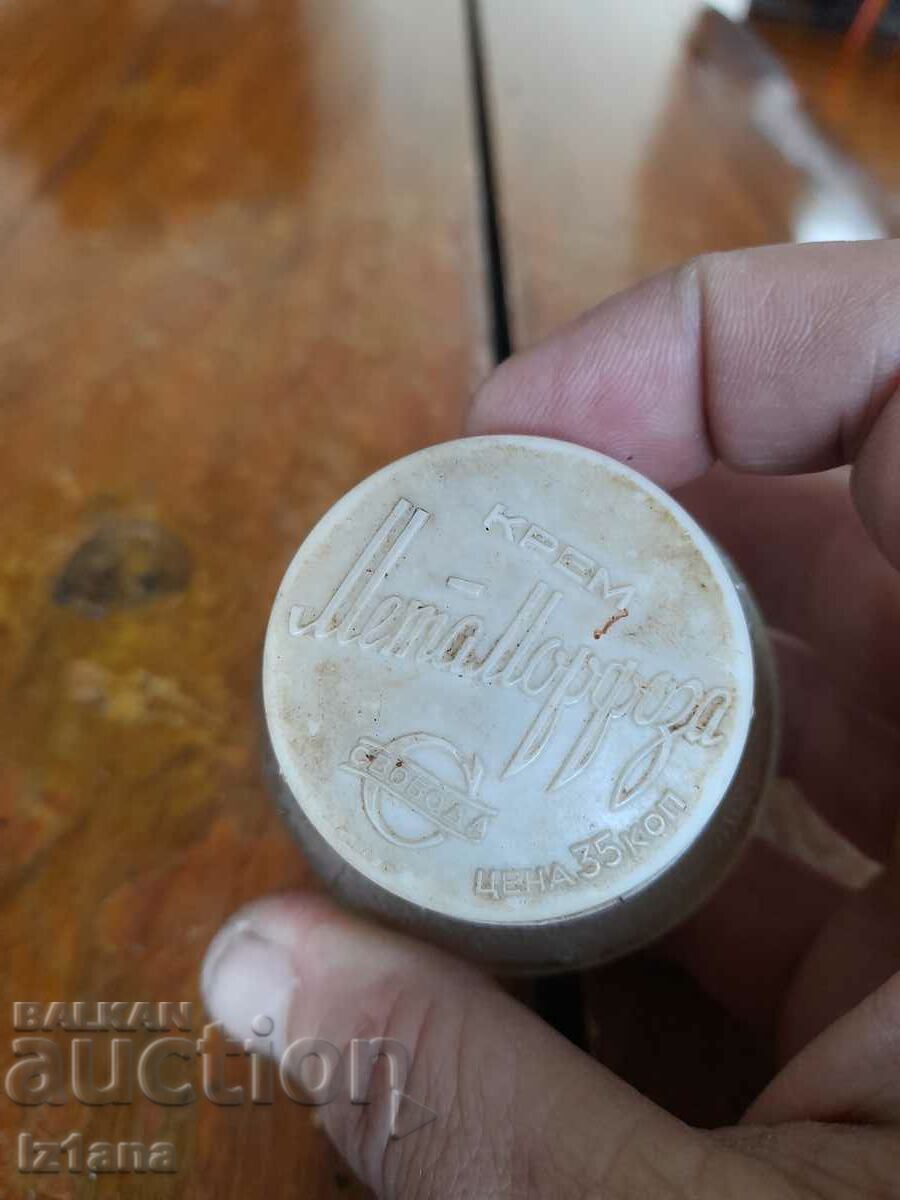 КРЕМ
МетаМорфоза
СВОБОДА
ЦЕНА 35 КОП
BALKAN
auction
Iz1ana